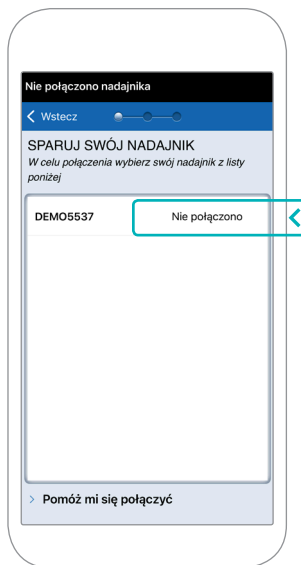 Nie połączono nadajnika
Wstecz
SPARUJ SWÓJ NADAJNIK
W celu połączenia wybierz swój nadajnik z listy
poniżej
DEMO5537 Nie połączono
Pomóż mi się połączyć